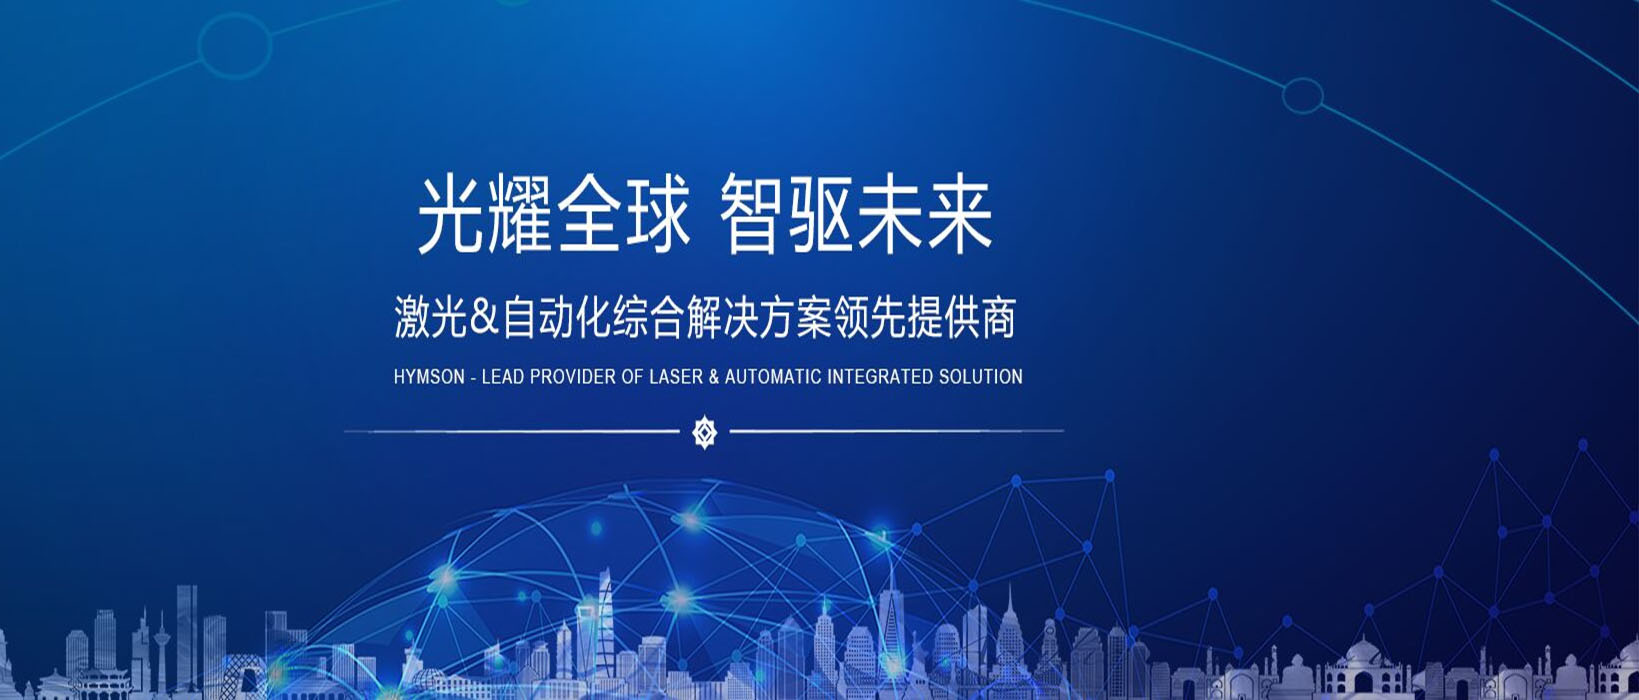 光耀全球 智驱未来
激光&自动化综合解决方案领先提供商
HYMSON - LEAD PROVIDER OF LASER & AUTOMATIC INTEGRATED SOLUTION